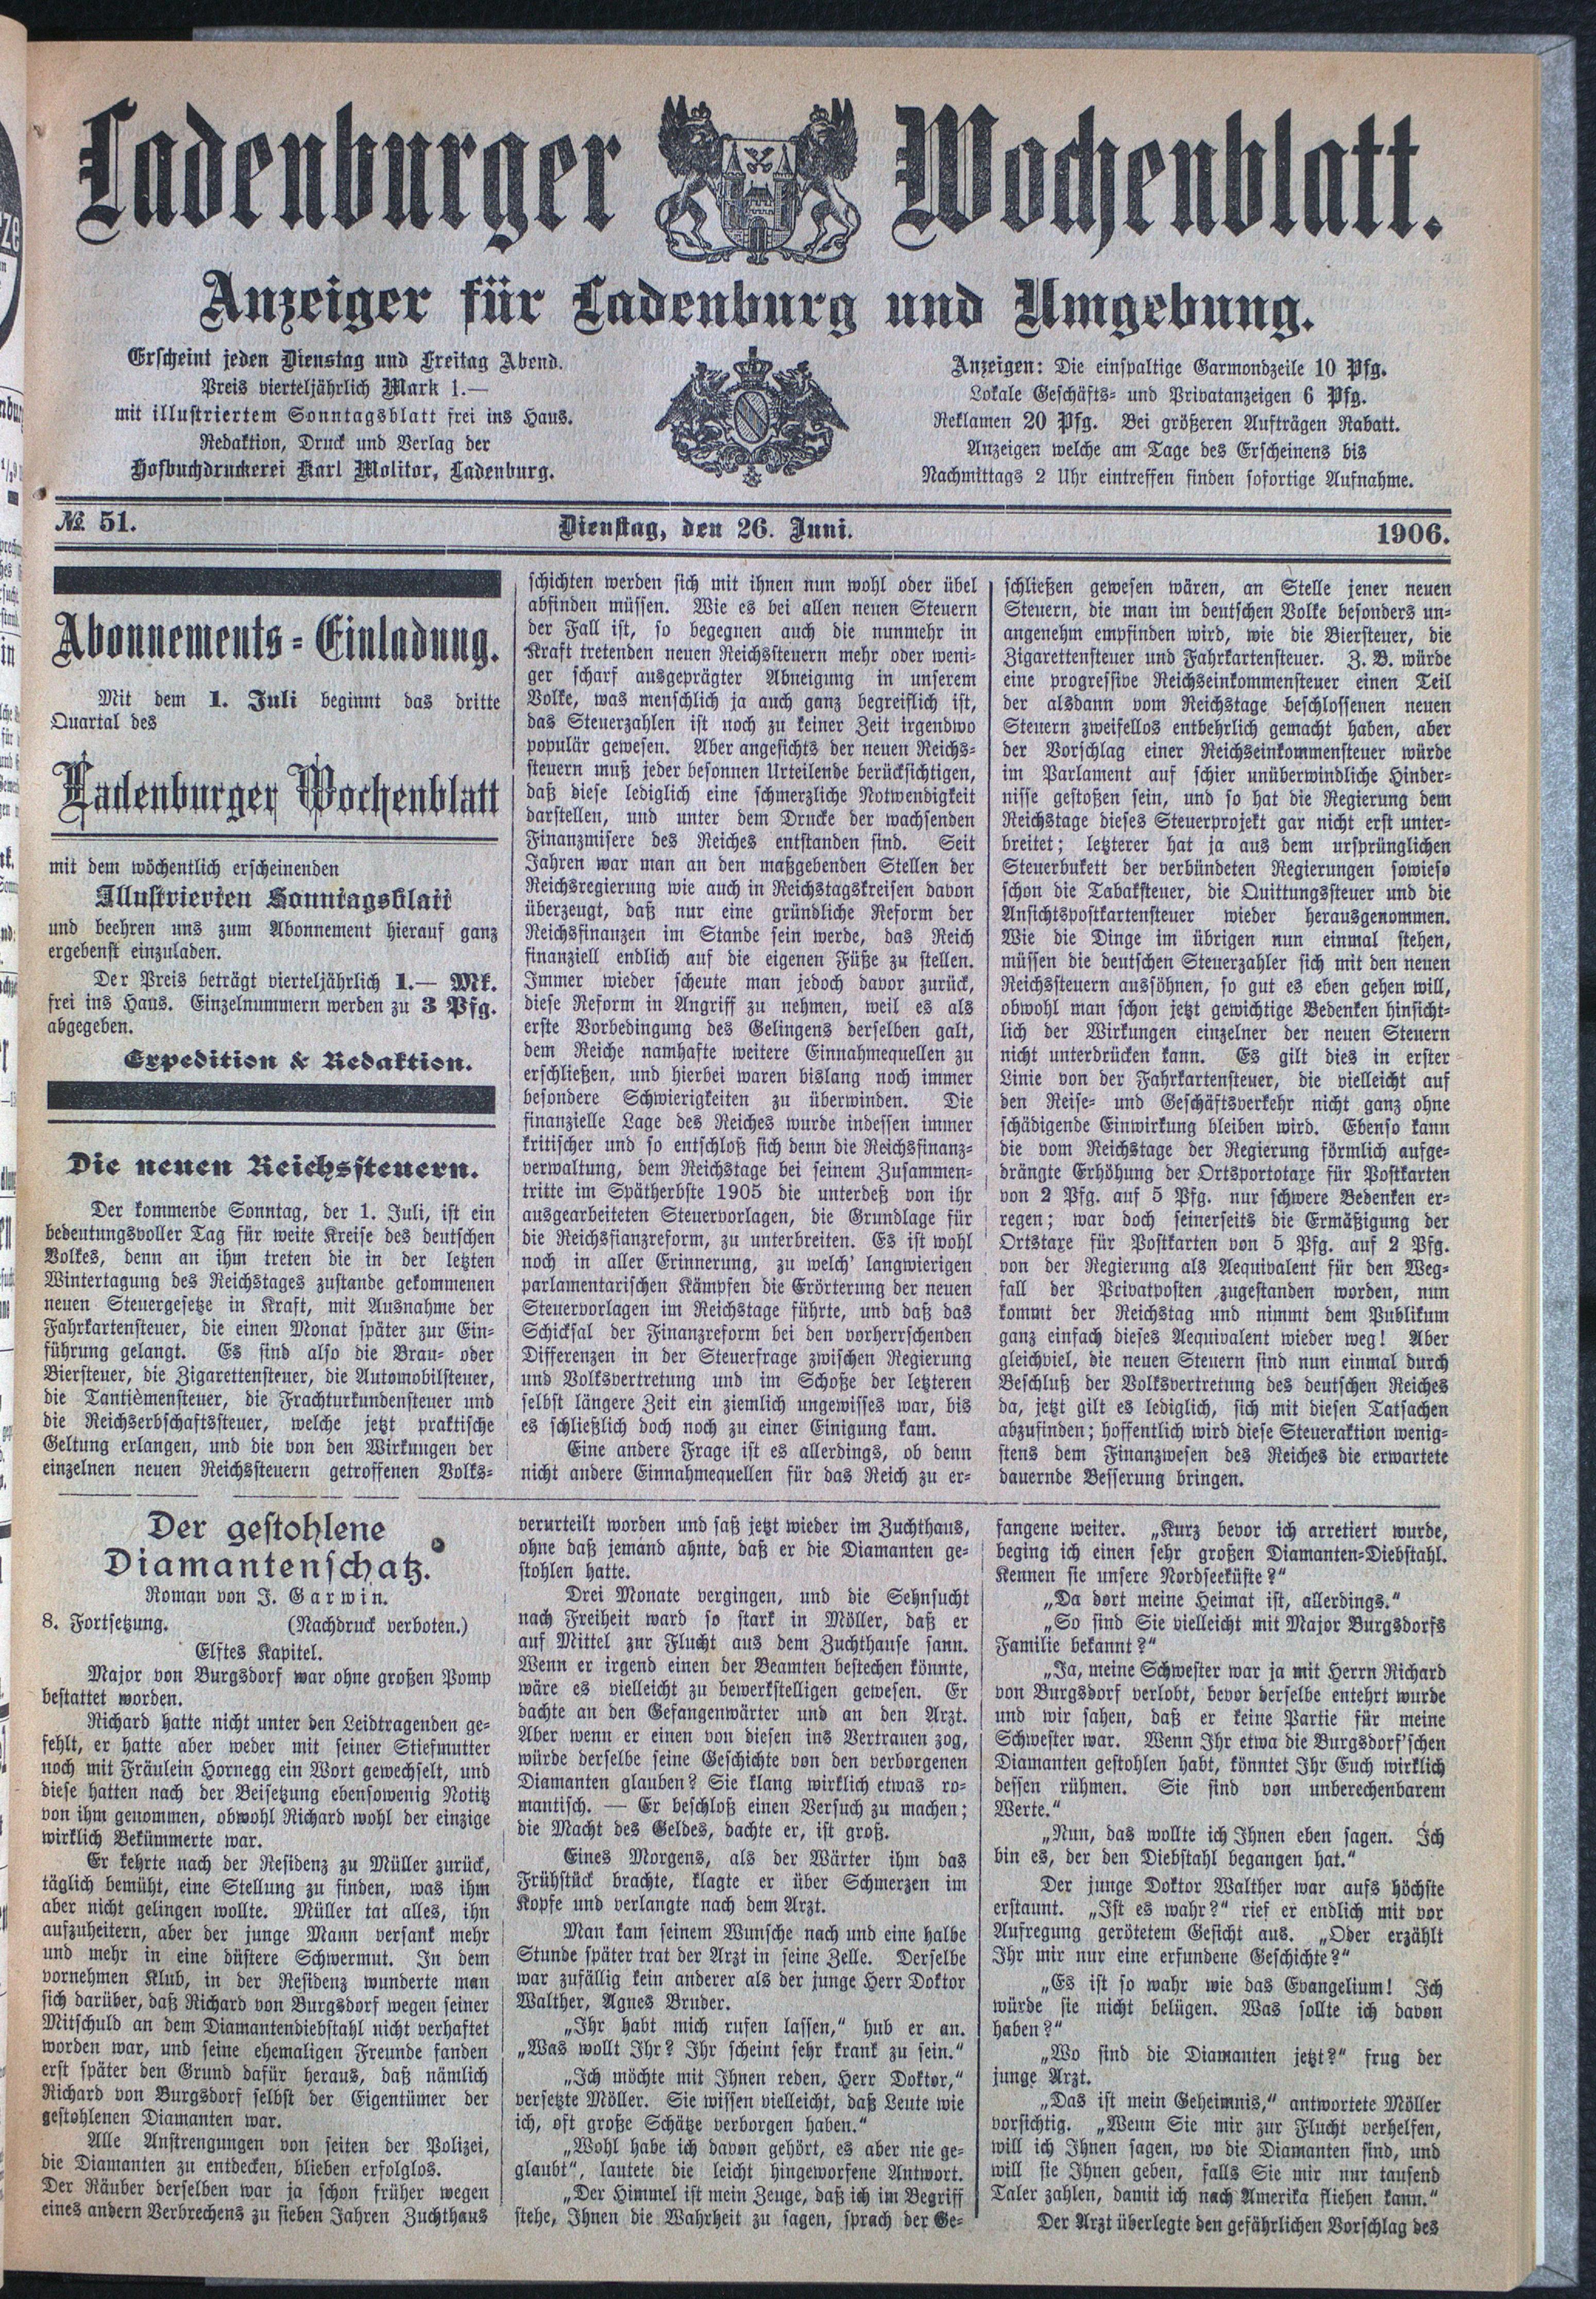 Ladenburger Wochenblatt.
Anzeiger für Ladenburg und Umgebung.
Erscheint jeden Dienstag und Freitag Abend.
Preis vierteljährlich Mark 1.—
mit illustriertem Sonntagsblatt frei ins Haus.
Redaktion, Druck und Verlag der
Hofbuchdruckerei Karl Molitor, Ladenburg.
Anzeigen: Die einspaltige Garmondzeile 10 Pfg.
Lokale Geschäfts- und Privatanzeigen 6 Pfg.
Reklamen 20 Pfg. Bei größeren Aufträgen Rabatt.
Anzeigen welche am Tage des Erscheinens bis
Nachmittags 2 Uhr eintreffen finden sofortige Aufnahme.
№ 51. Dienstag, den 26. Juni. 1906.
Abonnements-Einladung.
Mit dem 1. Juli beginnt das dritte
Quartal des
Ladenburger Wochenblatt
mit dem wöchentlich erscheinenden
Illustrierten Sonntagsblatt
und beehren uns zum Abonnement hierauf ganz
ergebenst einzuladen.
Der Preis beträgt vierteljährlich 1.— Mk.
frei ins Haus. Einzelnummern werden zu 3 Pfg.
abgegeben.
Expedition & Redaktion.
Die neuen Reichssteuern.
Der kommende Sonntag, der 1. Juli, ist ein
bedeutungsvoller Tag für weite Kreise des deutschen
Volkes, denn an ihm treten die in der letzten
Wintertagung des Reichstages zustande gekommenen
neuen Steuergesetze in Kraft, mit Ausnahme der
Fahrkartensteuer, die einen Monat später zur Ein-
führung gelangt. Es sind also die Brau- oder
Biersteuer, die Zigarettensteuer, die Automobilsteuer,
die Tantièmensteuer, die Frachturkundensteuer und
die Reichserbschaftssteuer, welche jetzt praktische
Geltung erlangen, und die von den Wirkungen der
einzelnen neuen Reichssteuern getroffenen Volks-
schichten werden sich mit ihnen nun wohl oder übel
abfinden müssen. Wie es bei allen neuen Steuern
der Fall ist, so begegnen auch die nunmehr in
Kraft tretenden neuen Reichssteuern mehr oder weni-
ger scharf ausgeprägter Abneigung in unserem
Volke, was menschlich ja auch ganz begreiflich ist,
das Steuerzahlen ist noch zu keiner Zeit irgendwo
populär gewesen. Aber angesichts der neuen Reichs-
steuern muß jeder besonnen Urteilende berücksichtigen,
daß diese lediglich eine schmerzliche Notwendigkeit
darstellen, und unter dem Drucke der wachsenden
Finanzmisere des Reiches entstanden sind. Seit
Jahren war man an den maßgebenden Stellen der
Reichsregierung wie auch in Reichstagskreisen davon
überzeugt, daß nur eine gründliche Reform der
Reichsfinanzen im Stande sein werde, das Reich
finanziell endlich auf die eigenen Füße zu stellen.
Immer wieder scheute man jedoch davor zurück,
diese Reform in Angriff zu nehmen, weil es als
erste Vorbedingung des Gelingens derselben galt,
dem Reiche namhafte weitere Einnahmequellen zu
erschließen, und hierbei waren bislang noch immer
besondere Schwierigkeiten zu überwinden. Die
finanzielle Lage des Reiches wurde indessen immer
kritischer und so entschloß sich denn die Reichsfinanz-
verwaltung, dem Reichstage bei seinem Zusammen-
tritte im Spätherbste 1905 die unterdeß von ihr
ausgearbeiteten Steuervorlagen, die Grundlage für
die Reichsfianzreform, zu unterbreiten. Es ist wohl
noch in aller Erinnerung, zu welch' langwierigen
parlamentarischen Kämpfen die Erörterung der neuen
Steuervorlagen im Reichstage führte, und daß das
Schicksal der Finanzreform bei den vorherrschenden
Differenzen in der Steuerfrage zwischen Regierung
und Volksvertretung und im Schoße der letzteren
selbst längere Zeit ein ziemlich ungewisses war, bis
es schließlich doch noch zu einer Einigung kam.
Eine andere Frage ist es allerdings, ob denn
nicht andere Einnahmequellen für das Reich zu er-
schließen gewesen wären, an Stelle jener neuen
Steuern, die man im deutschen Volke besonders un-
angenehm empfinden wird, wie die Biersteuer, die
Zigarettensteuer und Fahrkartensteuer. Z. B. würde
eine progressive Reichseinkommensteuer einen Teil
der alsdann vom Reichstage beschlossenen neuen
Steuern zweifellos entbehrlich gemacht haben, aber
der Vorschlag einer Reichseinkommensteuer würde
im Parlament auf schier unüberwindliche Hinder-
nisse gestoßen sein, und so hat die Regierung dem
Reichstage dieses Steuerprojekt gar nicht erst unter-
breitet; letzterer hat ja aus dem ursprünglichen
Steuerbukett der verbündeten Regierungen sowieso
schon die Tabaksteuer, die Quittungssteuer und die
Ansichtspostkartensteuer wieder herausgenommen.
Wie die Dinge im übrigen nun einmal stehen,
müssen die deutschen Steuerzahler sich mit den neuen
Reichssteuern aussöhnen, so gut es eben gehen will,
obwohl man schon jetzt gewichtige Bedenken hinsicht-
lich der Wirkungen einzelner der neuen Steuern
nicht unterdrücken kann. Es gilt dies in erster
Linie von der Fahrkartensteuer, die vielleicht auf
den Reise- und Geschäftsverkehr nicht ganz ohne
schädigende Einwirkung bleiben wird. Ebenso kann
die vom Reichstage der Regierung förmlich aufge-
drängte Erhöhung der Ortsportotaxe für Postkarten
von 2 Pfg. auf 5 Pfg. nur schwere Bedenken er-
regen; war doch seinerseits die Ermäßigung der
Ortstaxe für Postkarten von 5 Pfg. auf 2 Pfg.
von der Regierung als Aequivalent für den Weg-
fall der Privatposten zugestanden worden, nun
kommt der Reichstag und nimmt dem Publikum
ganz einfach dieses Aequivalent wieder weg! Aber
gleichviel, die neuen Steuern sind nun einmal durch
Beschluß der Volksvertretung des deutschen Reiches
da, jetzt gilt es lediglich, sich mit diesen Tatsachen
abzufinden; hoffentlich wird diese Steueraktion wenig-
stens dem Finanzwesen des Reiches die erwartete
dauernde Besserung bringen.
Der gestohlene
Diamantenschatz.
Roman von J. Garwin.
8. Fortsetzung. (Nachdruck verboten.)
Elftes Kapitel.
Major von Burgsdorf war ohne großen Pomp
bestattet worden.
Richard hatte nicht unter den Leidtragenden ge-
fehlt, er hatte aber weder mit seiner Stiefmutter
noch mit Fräulein Hornegg ein Wort gewechselt, und
diese hatten nach der Beisetzung ebensowenig Notitz
von ihm genommen, obwohl Richard wohl der einzige
wirklich Bekümmerte war.
Er kehrte nach der Residenz zu Müller zurück,
täglich bemüht, eine Stellung zu finden, was ihm
aber nicht gelingen wollte. Müller tat alles, ihn
aufzuheitern, aber der junge Mann versank mehr
und mehr in eine düstere Schwermut. In dem
vornehmen Klub, in der Residenz wunderte man
sich darüber, daß Richard von Burgsdorf wegen seiner
Mitschuld an dem Diamantendiebstahl nicht verhaftet
worden war, und seine ehemaligen Freunde fanden
erst später den Grund dafür heraus, daß nämlich
Richard von Burgsdorf selbst der Eigentümer der
gestohlenen Diamanten war.
Alle Anstrengungen von seiten der Polizei,
die Diamanten zu entdecken, blieben erfolglos.
Der Räuber derselben war ja schon früher wegen
eines andern Verbrechens zu sieben Jahren Zuchthaus
verurteilt worden und saß jetzt wieder im Zuchthaus,
ohne daß jemand ahnte, daß er die Diamanten ge-
stohlen hatte.
Drei Monate vergingen, und die Sehnsucht
nach Freiheit ward so stark in Möller, daß er
auf Mittel zur Flucht aus dem Zuchthause sann.
Wenn er irgend einen der Beamten bestechen könnte,
wäre es vielleicht zu bewerkstelligen gewesen. Er
dachte an den Gefangenwärter und an den Arzt.
Aber wenn er einen von diesen ins Vertrauen zog,
würde derselbe seine Geschichte von den verborgenen
Diamanten glauben? Sie klang wirklich etwas ro-
mantisch. — Er beschloß einen Versuch zu machen;
die Macht des Geldes, dachte er, ist groß.
Eines Morgens, als der Wärter ihm das
Frühstück brachte, klagte er über Schmerzen im
Kopfe und verlangte nach dem Arzt.
Man kam seinem Wunsche nach und eine halbe
Stunde später trat der Arzt in seine Zelle. Derselbe
war zufällig kein anderer als der junge Herr Doktor
Walther, Agnes Bruder.
„Ihr habt mich rufen lassen,“ hub er an.
„Was wollt Ihr? Ihr scheint sehr krank zu sein.“
„Ich möchte mit Ihnen reden, Herr Doktor,“
versetzte Möller. Sie wissen vielleicht, daß Leute wie
ich, oft große Schätze verborgen haben.“
„Wohl habe ich davon gehört, es aber nie ge-
glaubt“, lautete die leicht hingeworfene Antwort.
„Der Himmel ist mein Zeuge, daß ich im Begriff
stehe, Ihnen die Wahrheit zu sagen, sprach der Ge-
fangene weiter. „Kurz bevor ich arretiert wurde,
beging ich einen sehr großen Diamanten-Diebstahl.
Kennen sie unsere Nordseeküste?“
„Da dort meine Heimat ist, allerdings.“
„So sind Sie vielleicht mit Major Burgsdorfs
Familie bekannt?“
„Ja, meine Schwester war ja mit Herrn Richard
von Burgsdorf verlobt, bevor derselbe entehrt wurde
und wir sahen, daß er keine Partie für meine
Schwester war. Wenn Ihr etwa die Burgsdorf'schen
Diamanten gestohlen habt, könntet Ihr Euch wirklich
dessen rühmen. Sie sind von unberechenbarem
Werte.“
„Nun, das wollte ich Ihnen eben sagen. Ich
bin es, der den Diebstahl begangen hat.“
Der junge Doktor Walther war aufs höchste
erstaunt. „Ist es wahr?“ rief er endlich mit vor
Aufregung gerötetem Gesicht aus. „Oder erzählt
Ihr mir nur eine erfundene Geschichte?“
„Es ist so wahr wie das Evangelium! Ich
würde sie nicht belügen. Was sollte ich davon
haben?“
„Wo sind die Diamanten jetzt?“ frug der
junge Arzt.
„Das ist mein Geheimnis,“ antwortete Möller
vorsichtig. „Wenn Sie mir zur Flucht verhelfen,
will ich Ihnen sagen, wo die Diamanten sind, und
will sie Ihnen geben, falls Sie mir nur tausend
Taler zahlen, damit ich nach Amerika fliehen kann.“
Der Arzt überlegte den gefährlichen Vorschlag des